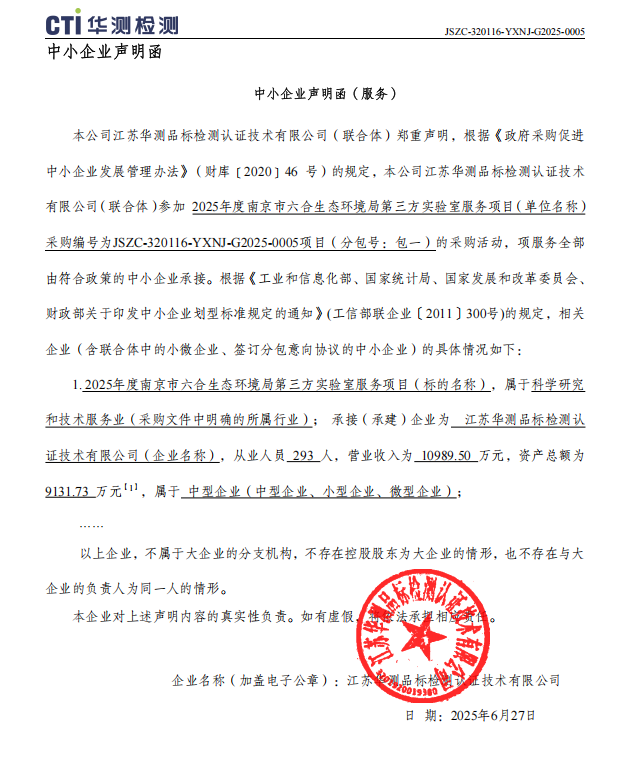 CTI 华测检测
JSZC-320116-YXNJ-G2025-0005
中小企业声明函
中小企业声明函（服务）
本公司江苏华测品标检测认证技术有限公司（联合体）郑重声明，根据《政府采购促进
中小企业发展管理办法》（财库〔2020〕46 号）的规定，本公司江苏华测品标检测认证技术
有限公司（联合体）参加 2025年度南京市六合生态环境局第三方实验室服务项目（单位名称）
采购编号为JSZC-320116-YXNJ-G2025-0005项目（分包号：包一）的采购活动，项服务全部
由符合政策的中小企业承接。根据《工业和信息化部、国家统计局、国家发展和改革委员会、
财政部关于印发中小企业划型标准规定的通知》（工信部联企业〔2011〕300号)的规定，相关
企业（含联合体中的小微企业、签订分包意向协议的中小企业）的具体情况如下：
1. 2025年度南京市六合生态环境局第三方实验室服务项目（标的名称），属于科学研究
和技术服务业（采购文件中明确的所属行业）； 承接（承建）企业为 江苏华测品标检测认
证技术有限公司（企业名称），从业人员 293 人，营业收入为 10989.50 万元，资产总额为
9131.73 万元【1】，属于 中型企业（中型企业、小型企业、微型企业）；
……
以上企业，不属于大企业的分支机构，不存在控股股东为大企业的情形，也不存在与大
企业的负责人为同一人的情形。
本企业对上述声明内容的真实性负责。如有虚假，将依法承担相应责任。
江苏华测品标检测认证技术有限公司
企业名称（加盖电子公章）：江苏华测品标检测认证技术有限公司
日 期：2025年6月27日